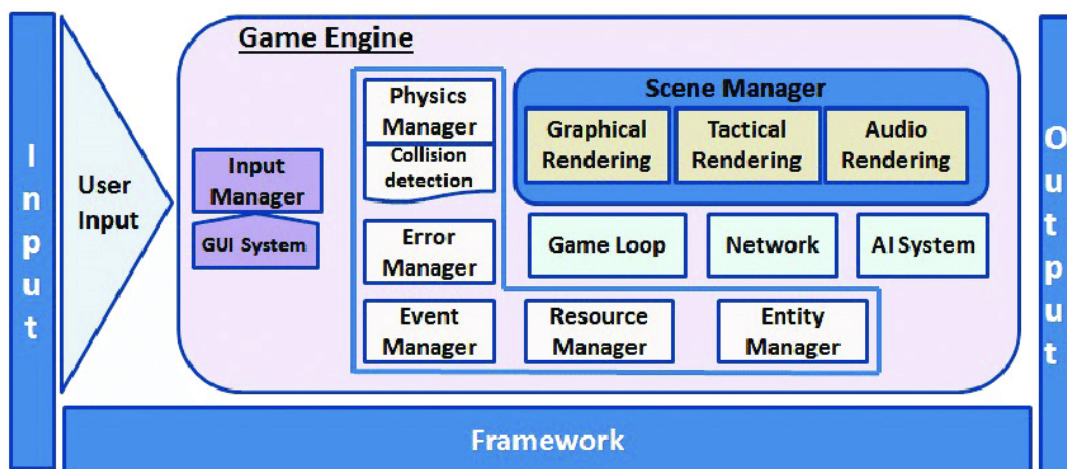 Input
User
Input
Game Engine
Input
Manager
GUI System
Physics
Manager
Collision
detection
Error
Manager
Event
Manager
Resource
Manager
Entity
Manager
Scene Manager
Graphical
Rendering
Tactical
Rendering
Audio
Rendering
Game Loop
Network
AI System
Output
Framework